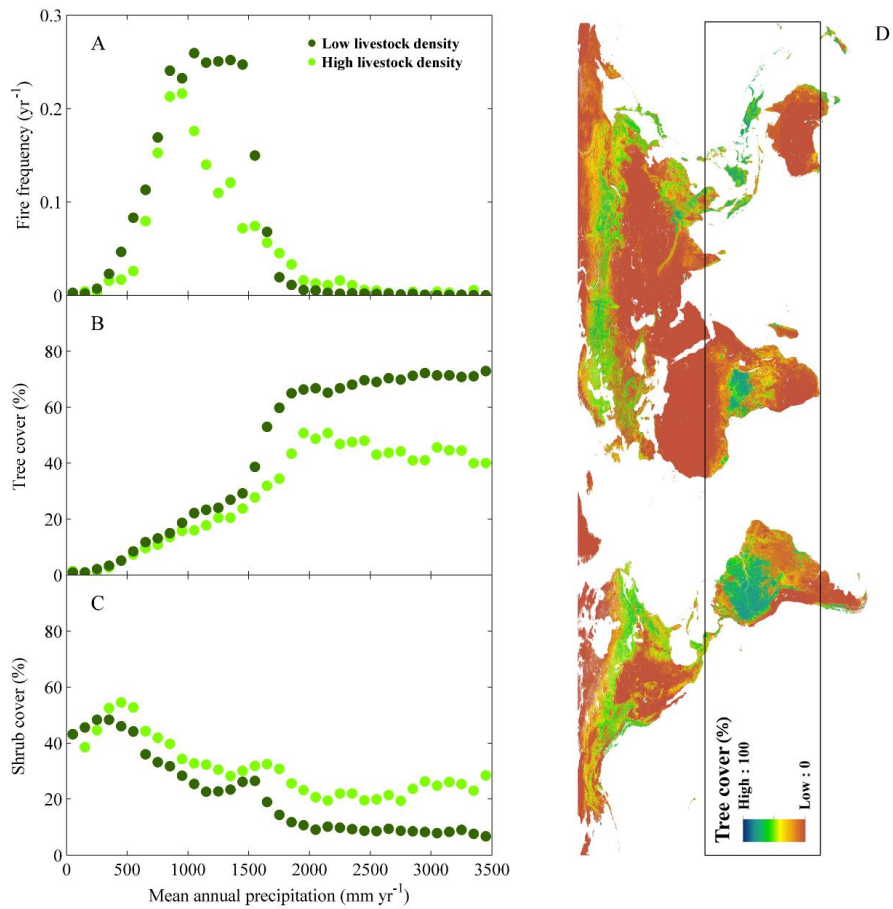 A
Low livestock density
High livestock density
Fire frequency (yr⁻¹)
0.3
0.2
0.1
0
B
Tree cover (%)
80
60
40
20
0
C
Shrub cover (%)
80
60
40
20
0
0 500 1000 1500 2000 2500 3000 3500
Mean annual precipitation (mm yr⁻¹)
D
Tree cover (%)
High : 100
Low : 0